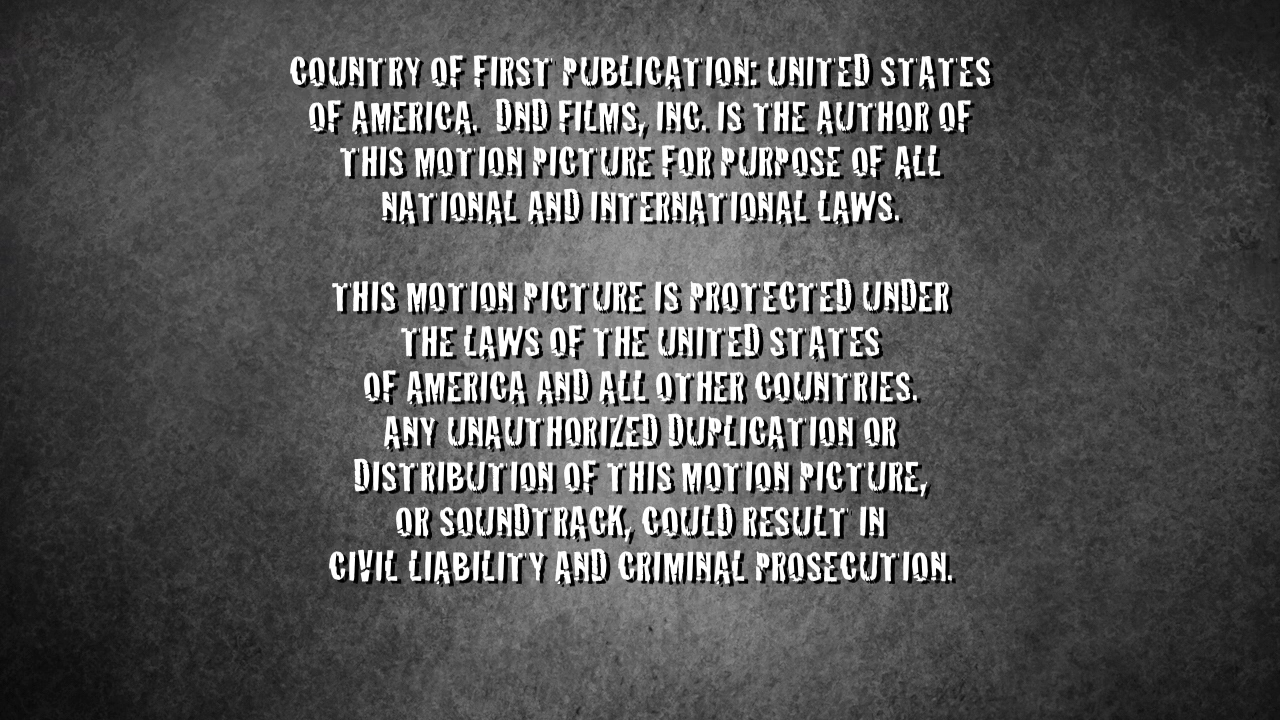 COUNTRY OF FIRST PUBLICATION: UNITED STATES
OF AMERICA. DND FILMS, INC. IS THE AUTHOR OF
THIS MOTION PICTURE FOR PURPOSE OF ALL
NATIONAL AND INTERNATIONAL LAWS.
THIS MOTION PICTURE IS PROTECTED UNDER
THE LAWS OF THE UNITED STATES
OF AMERICA AND ALL OTHER COUNTRIES.
ANY UNAUTHORIZED DUPLICATION OR
DISTRIBUTION OF THIS MOTION PICTURE,
OR SOUNDTRACK, COULD RESULT IN
CIVIL LIABILITY AND CRIMINAL PROSECUTION.